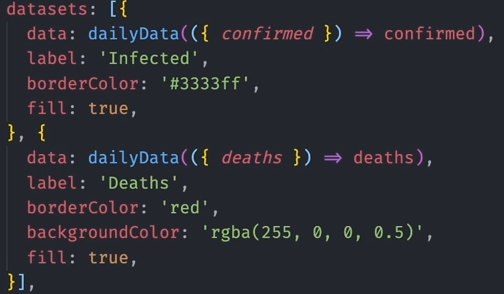 datasets: [{
data: dailyData(({ confirmed }) => confirmed),
label: 'Infected',
borderColor: '#3333ff',
fill: true,
}, {
data: dailyData(({ deaths }) => deaths),
label: 'Deaths',
borderColor: 'red',
backgroundColor: 'rgba(255, 0, 0, 0.5)',
fill: true,
}],